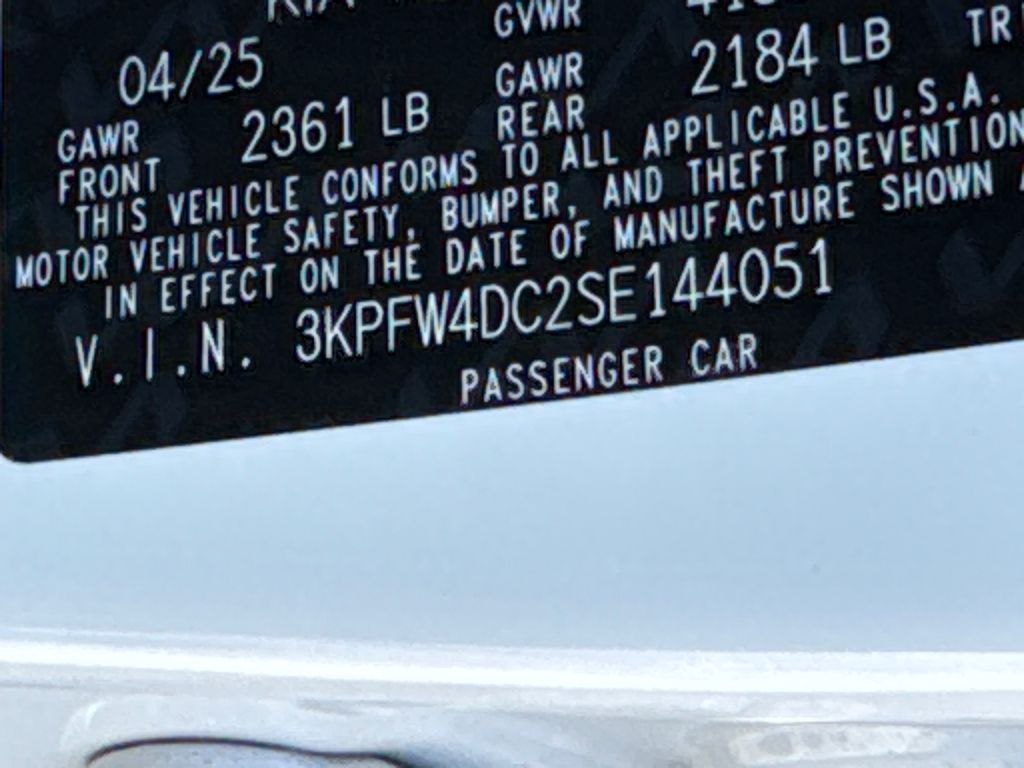 KIA
GVWR
04/25
GAWR FRONT 2361 LB GAWR REAR 2184 LB
THIS VEHICLE CONFORMS TO ALL APPLICABLE U.S.A.
MOTOR VEHICLE SAFETY, BUMPER, AND THEFT PREVENTION
IN EFFECT ON THE DATE OF MANUFACTURE SHOWN
V.I.N. 3KPFW4DC2SE144051
PASSENGER CAR